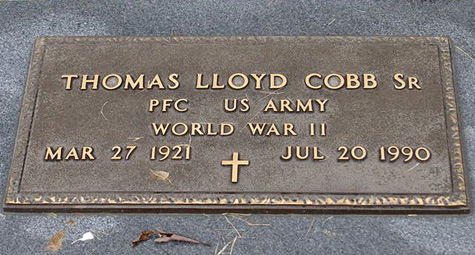 THOMAS LLOYD COBB SR
PFC US ARMY
WORLD WAR II
MAR 27 1921 JUL 20 1990